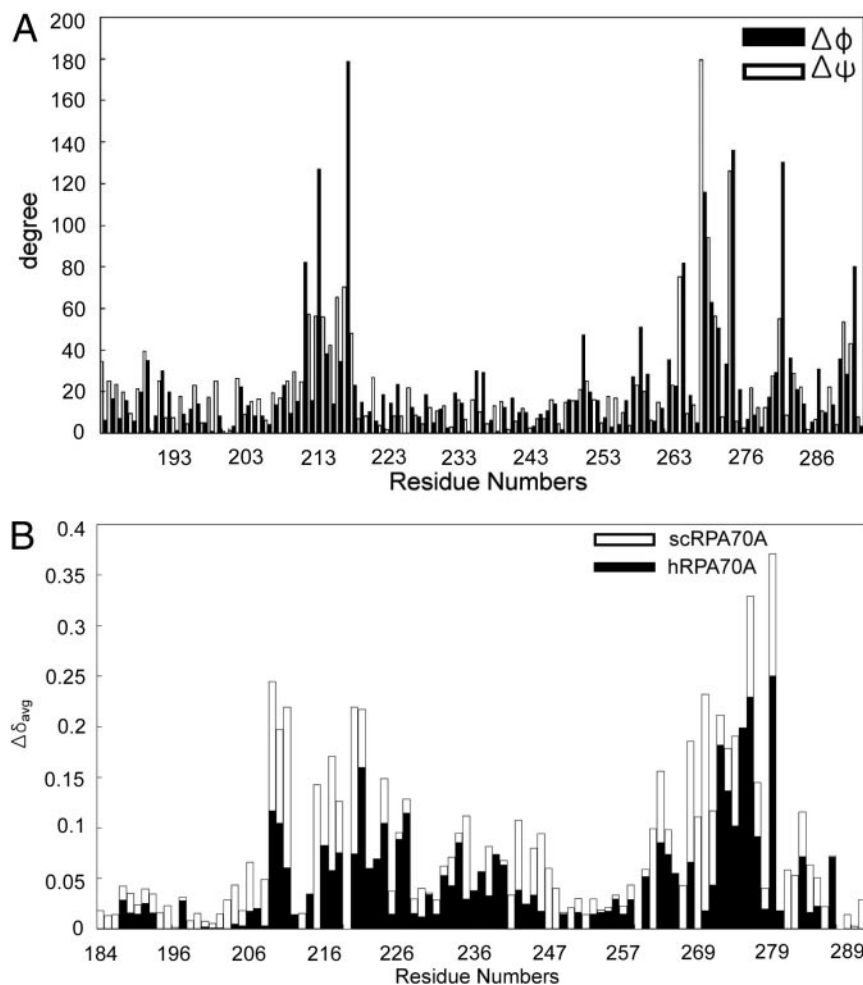 A
200
180
160
140
120
100
80
60
40
20
0
degree
Δϕ
Δψ
193 203 213 223 233 243 253 263 276 286
Residue Numbers
B
0.4
0.35
0.3
0.25
0.2
0.15
0.1
0.05
0
Δδavg
scRPA70A
hRPA70A
184 196 206 216 226 236 247 257 269 279 289
Residue Numbers